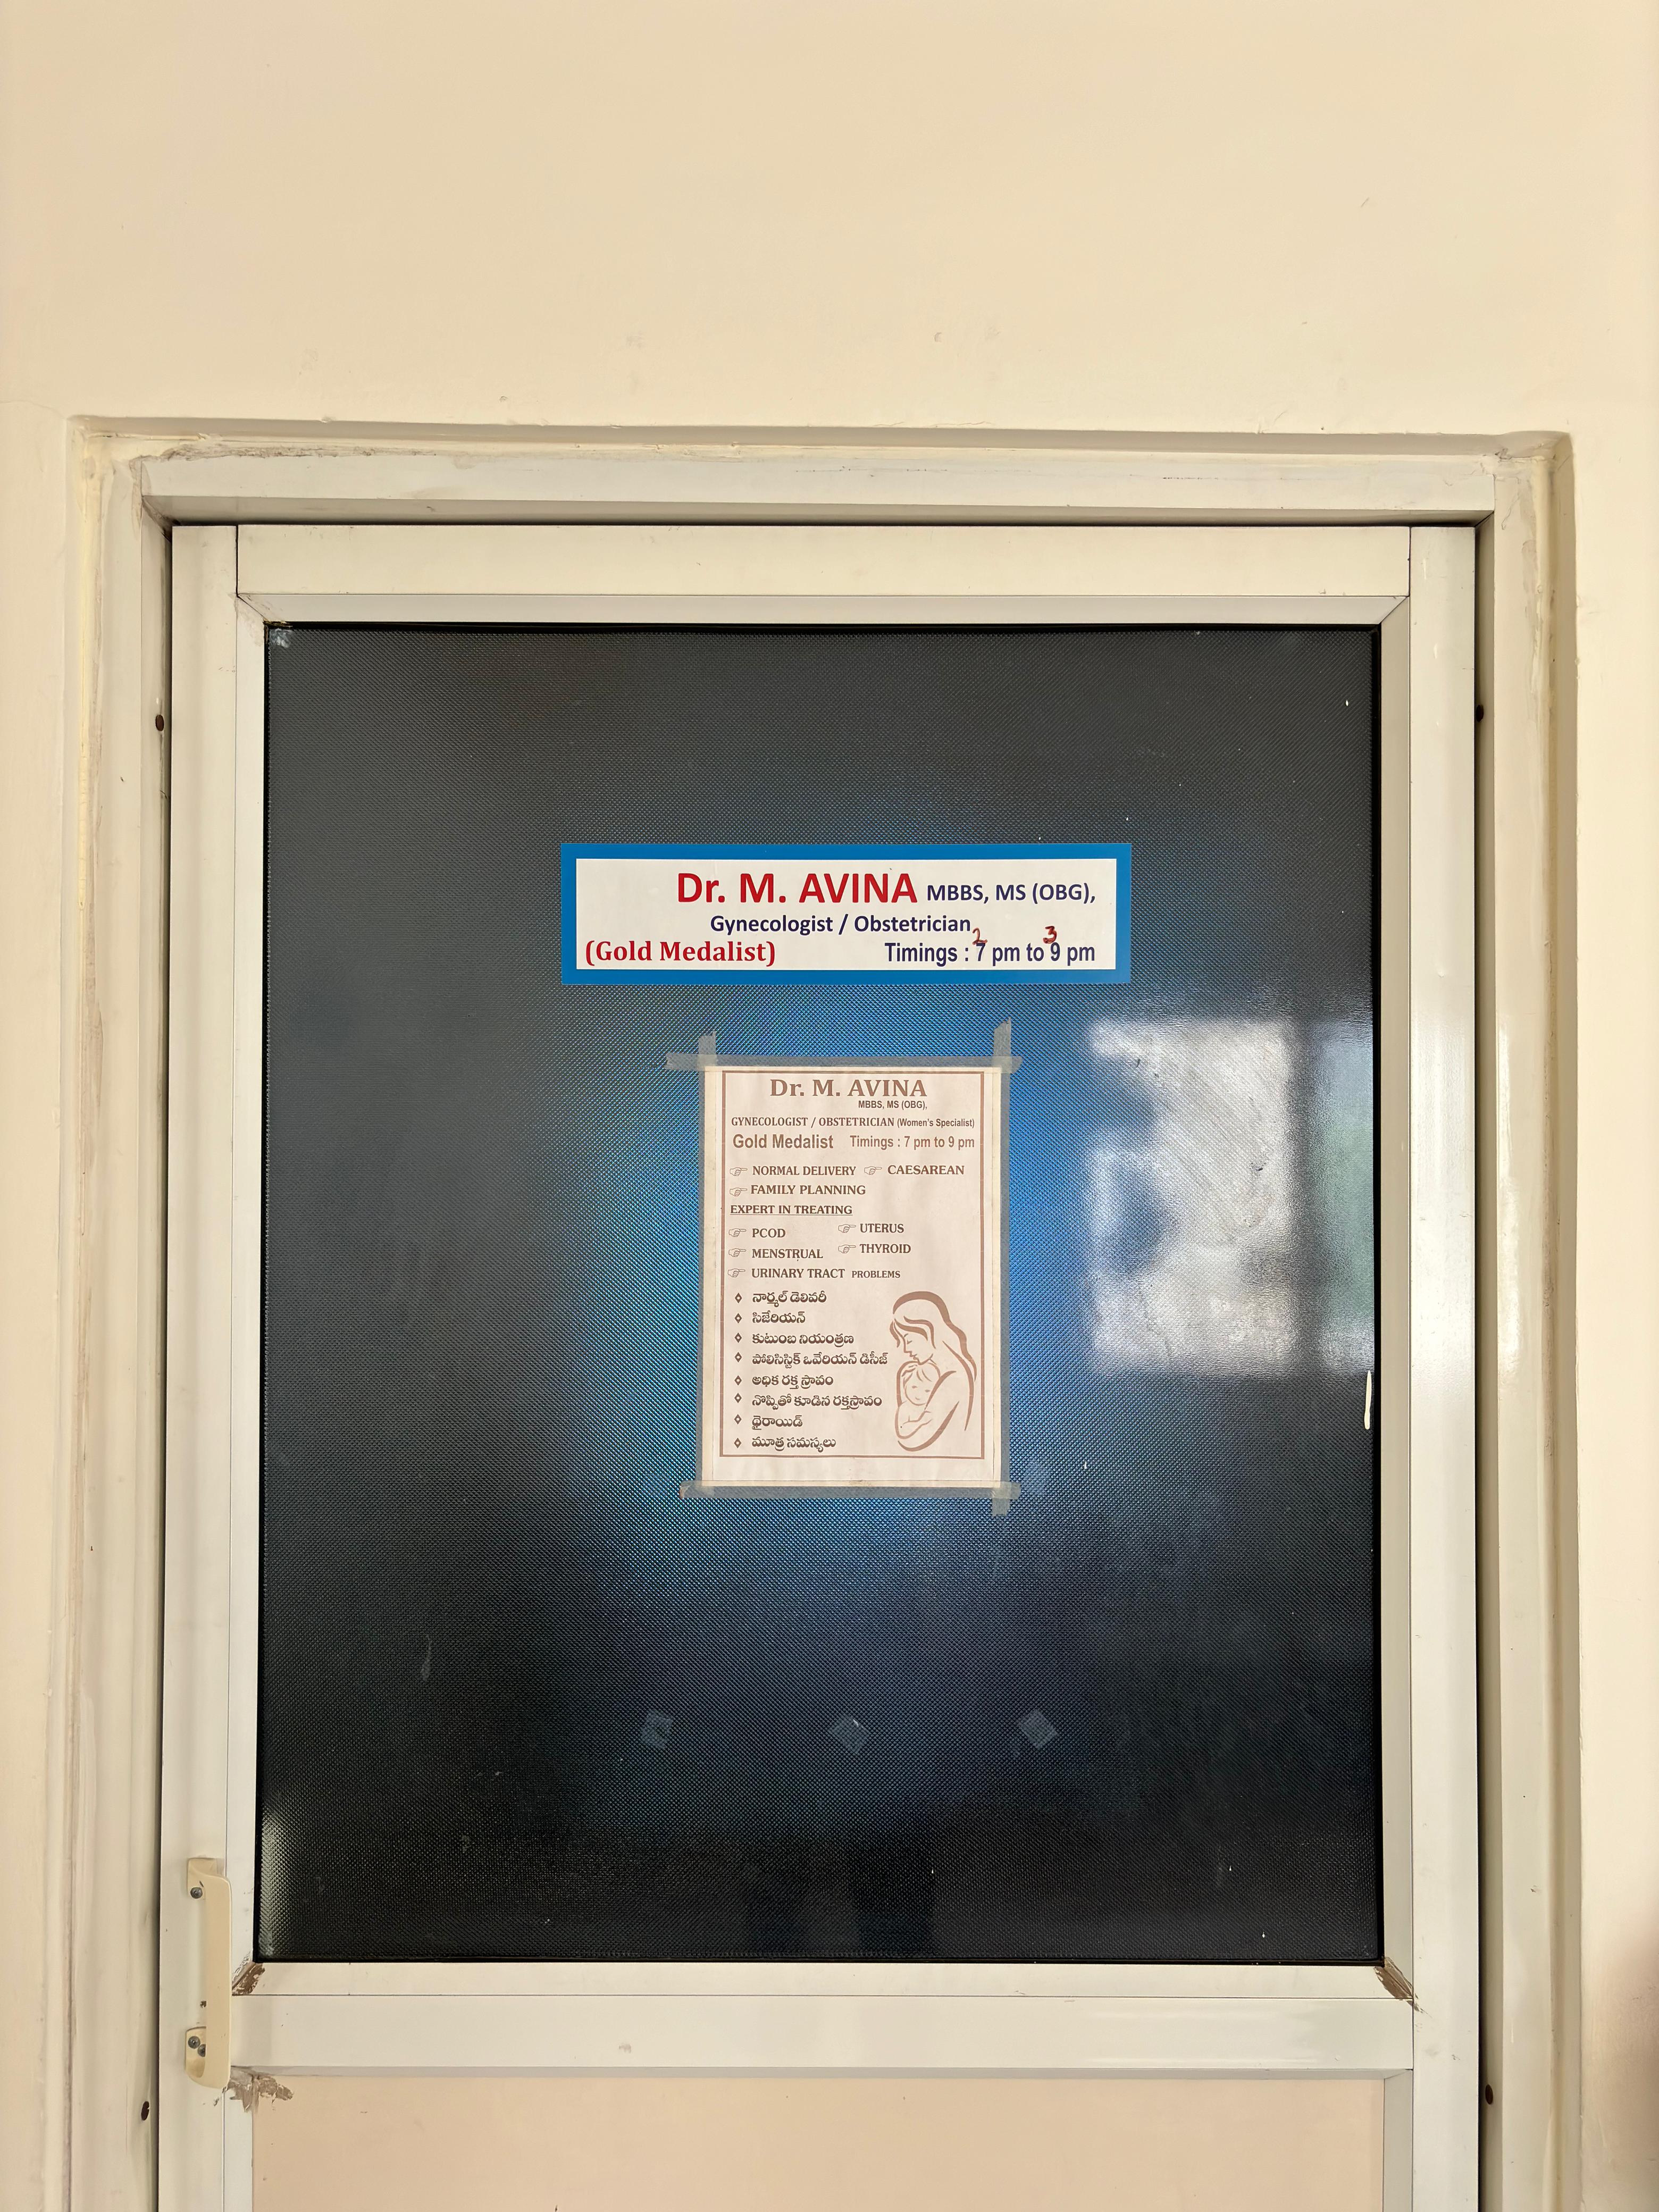 Dr. M. AVINA MBBS, MS (OBG),
Gynecologist / Obstetrician
2 3
(Gold Medalist) Timings : 7 pm to 9 pm
Dr. M. AVINA
MBBS, MS (OBG),
GYNECOLOGIST / OBSTETRICIAN (Women's Specialist)
Gold Medalist Timings : 7 pm to 9 pm
NORMAL DELIVERY CAESAREAN
FAMILY PLANNING
EXPERT IN TREATING
PCOD UTERUS
MENSTRUAL THYROID
URINARY TRACT PROBLEMS
నార్మల్ డెలివరీ
సిజేరియన్
కుటుంబ నియంత్రణ
పోలిసిస్టిక్ ఒవేరియన్ డిసీజ్
అధిక రక్త స్రావం
నొప్పితో కూడిన రక్తస్రావం
థైరాయిడ్
మూత్ర సమస్యలు